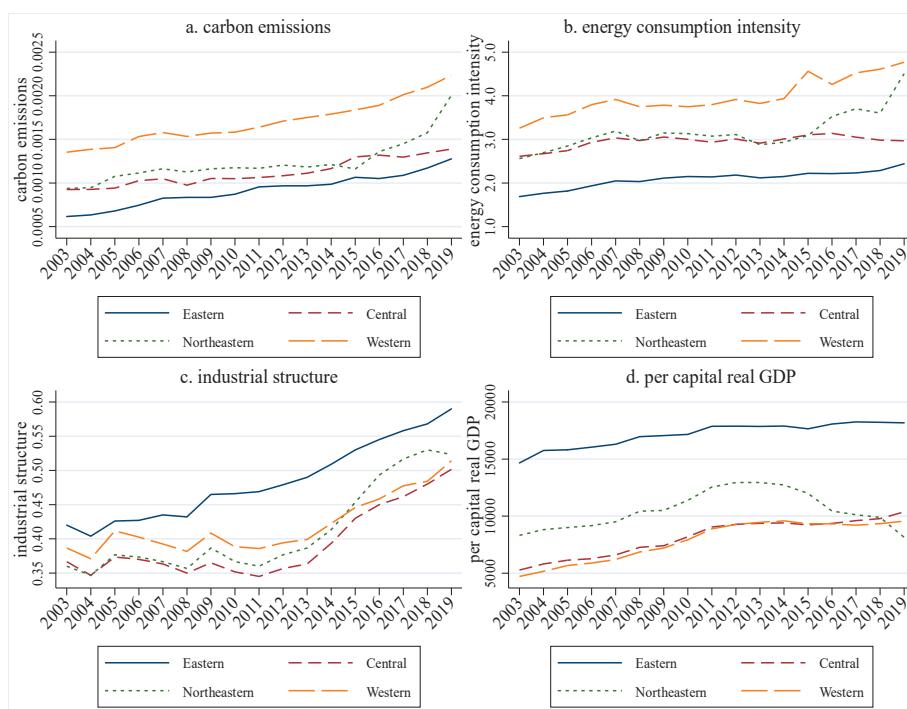 a. carbon emissions
carbon emissions
0.0005 0.0010 0.0015 0.0020 0.0025
2003 2004 2005 2006 2007 2008 2009 2010 2011 2012 2013 2014 2015 2016 2017 2018 2019
Eastern Central
Northeastern Western
b. energy consumption intensity
energy consumption intensity
1.0 2.0 3.0 4.0 5.0
2003 2004 2005 2006 2007 2008 2009 2010 2011 2012 2013 2014 2015 2016 2017 2018 2019
Eastern Central
Northeastern Western
c. industrial structure
industrial structure
0.35 0.40 0.45 0.50 0.55 0.60
2003 2004 2005 2006 2007 2008 2009 2010 2011 2012 2013 2014 2015 2016 2017 2018 2019
Eastern Central
Northeastern Western
d. per capital real GDP
per capital real GDP
5000 10000 15000 20000
2003 2004 2005 2006 2007 2008 2009 2010 2011 2012 2013 2014 2015 2016 2017 2018 2019
Eastern Central
Northeastern Western